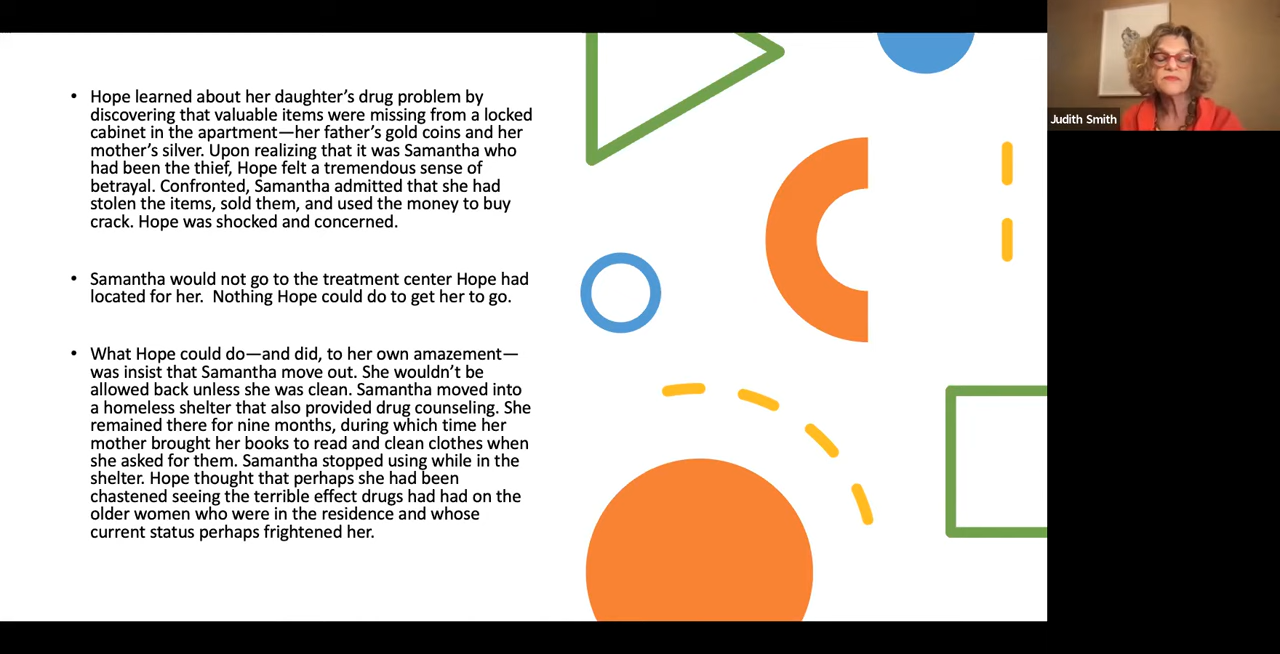 • Hope learned about her daughter’s drug problem by
discovering that valuable items were missing from a locked
cabinet in the apartment—her father’s gold coins and her
mother’s silver. Upon realizing that it was Samantha who
had been the thief, Hope felt a tremendous sense of
betrayal. Confronted, Samantha admitted that she had
stolen the items, sold them, and used the money to buy
crack. Hope was shocked and concerned.
• Samantha would not go to the treatment center Hope had
located for her.  Nothing Hope could do to get her to go.
• What Hope could do—and did, to her own amazement—
was insist that Samantha move out. She wouldn’t be
allowed back unless she was clean. Samantha moved into
a homeless shelter that also provided drug counseling. She
remained there for nine months, during which time her
mother brought her books to read and clean clothes when
she asked for them. Samantha stopped using while in the
shelter. Hope thought that perhaps she had been
chastened seeing the terrible effect drugs had had on the
older women who were in the residence and whose
current status perhaps frightened her.
Judith Smith